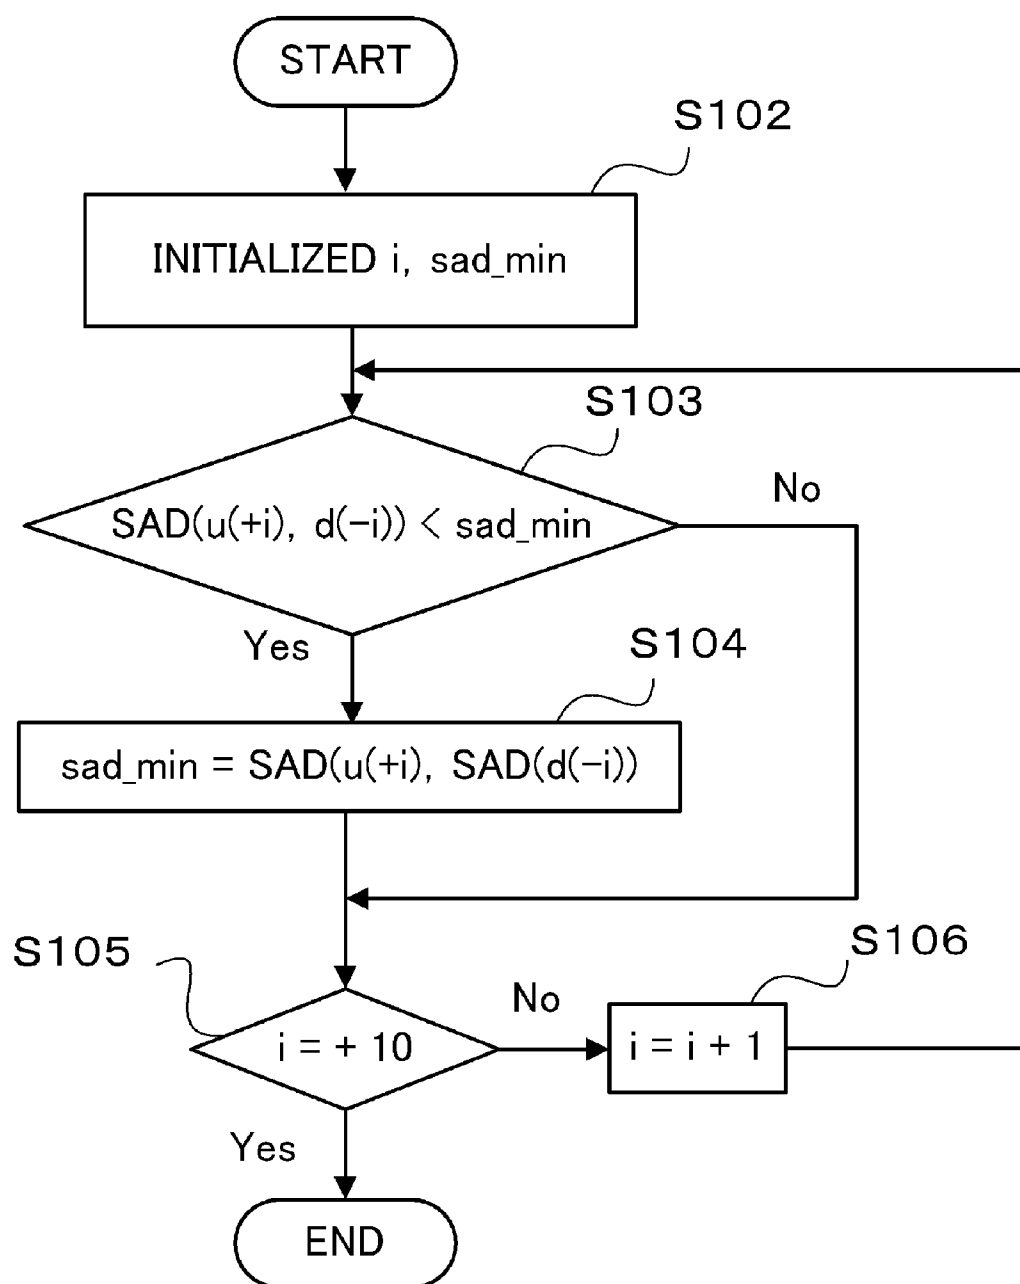 START
S102
INITIALIZED i, sad_min
S103
No
SAD(u(+i), d(-i)) < sad_min
Yes
S104
sad_min = SAD(u(+i), SAD(d(-i))
S105
S106
No
i = + 10
i = i + 1
Yes
END